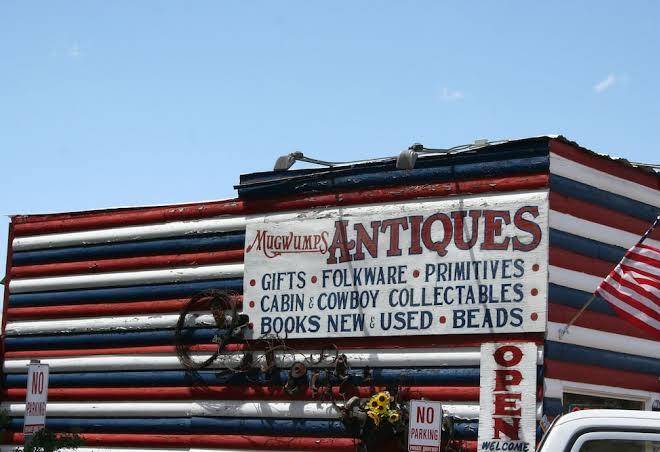 MUGWUMPS ANTIQUES
• GIFTS • FOLKWARE • PRIMITIVES •
• CABIN & COWBOY COLLECTABLES •
• BOOKS NEW & USED • BEADS •
OPEN
WELCOME
NO
PARKING
NO
PARKING